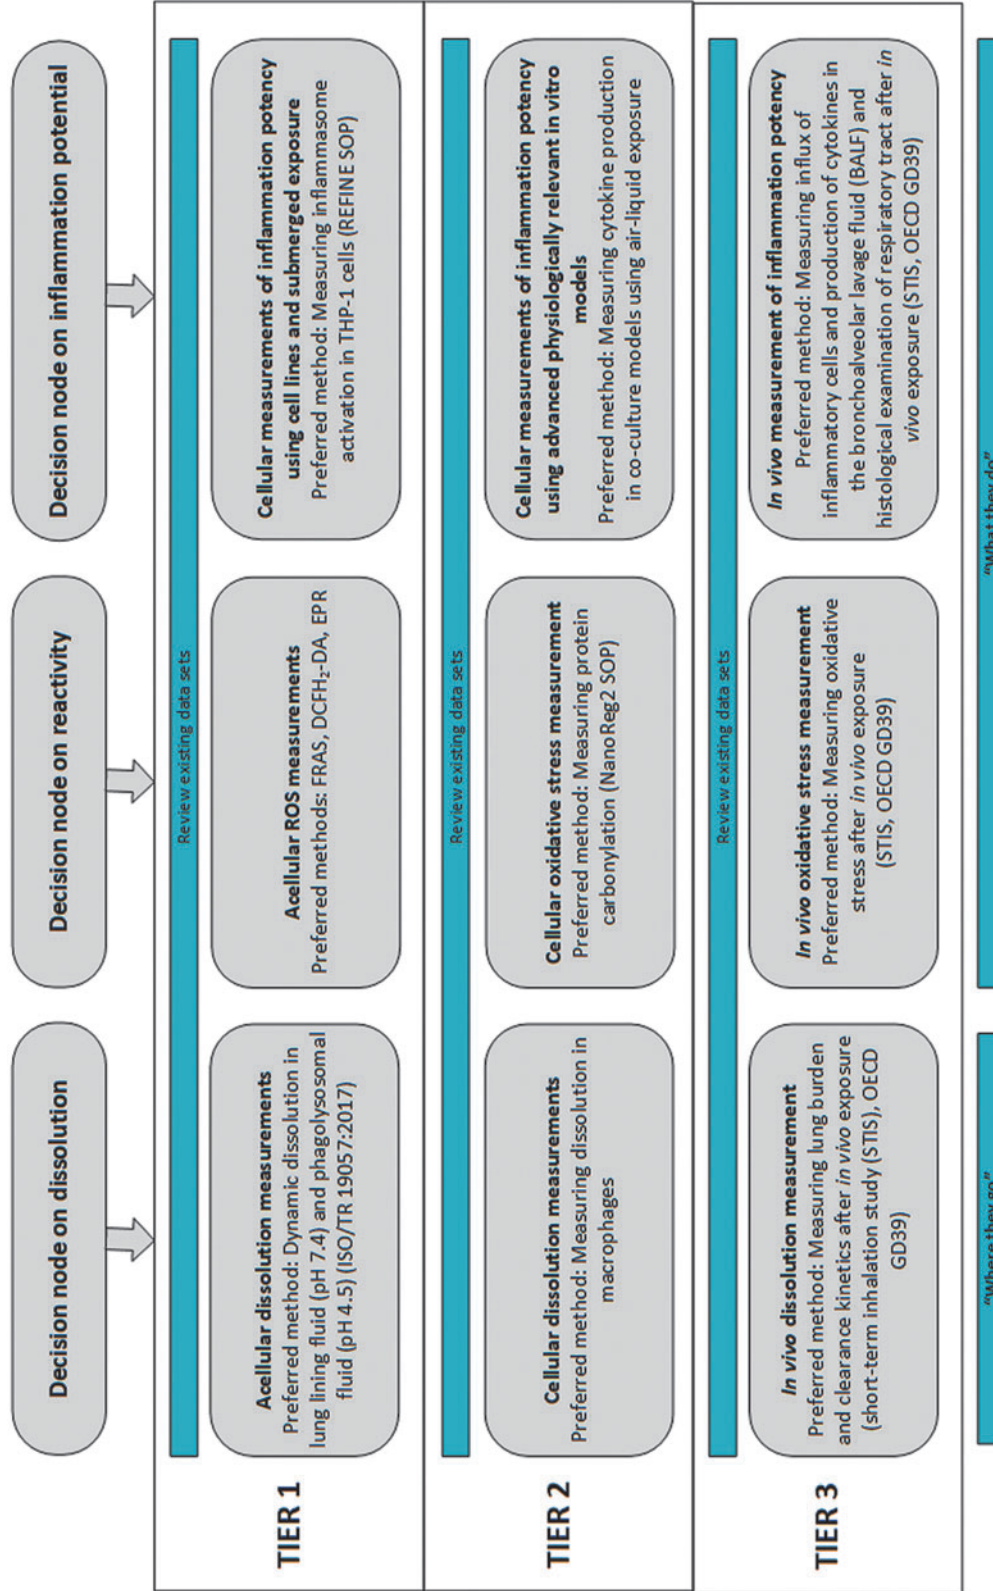 Decision node on dissolution
Decision node on reactivity
Decision node on inflammation potential
TIER 1
Review existing data sets
Acellular dissolution measurements
Preferred method: Dynamic dissolution in
lung lining fluid (pH 7.4) and phagolysosomal
fluid (pH 4.5) (ISO/TR 19057:2017)
Acellular ROS measurements
Preferred methods: FRAS, DCFH₂-DA, EPR
Cellular measurements of inflammation potency
using cell lines and submerged exposure
Preferred method: Measuring inflammasome
activation in THP-1 cells (REFINE SOP)
TIER 2
Review existing data sets
Cellular dissolution measurements
Preferred method: Measuring dissolution in
macrophages
Cellular oxidative stress measurement
Preferred method: Measuring protein
carbonylation (NanoReg2 SOP)
Cellular measurements of inflammation potency
using advanced physiologically relevant in vitro
models
Preferred method: Measuring cytokine production
in co-culture models using air-liquid exposure
TIER 3
Review existing data sets
In vivo dissolution measurement
Preferred method: Measuring lung burden
and clearance kinetics after in vivo exposure
(short-term inhalation study (STIS), OECD
GD39)
In vivo oxidative stress measurement
Preferred method: Measuring oxidative
stress after in vivo exposure
(STIS, OECD GD39)
In vivo measurement of inflammation potency
Preferred method: Measuring influx of
inflammatory cells and production of cytokines in
the bronchoalveolar lavage fluid (BALF) and
histological examination of respiratory tract after in
vivo exposure (STIS, OECD GD39)
"Where they go"
"What they do"